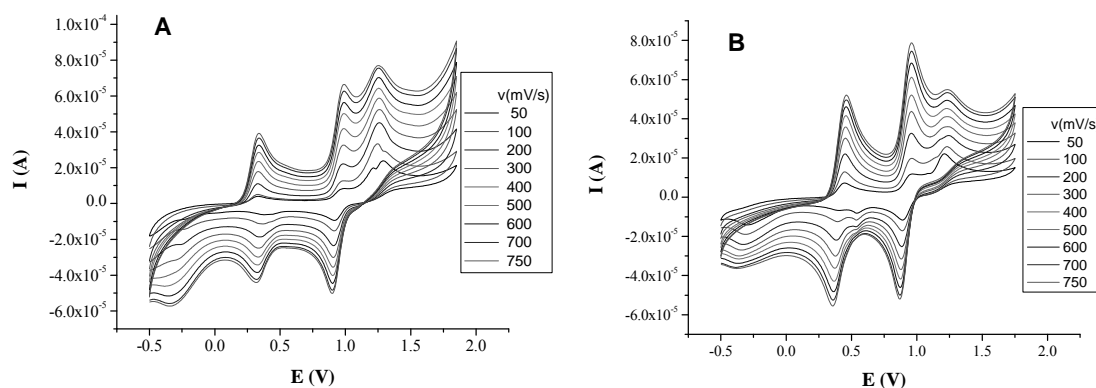 A
I (A)
1.0x10⁻⁴
8.0x10⁻⁵
6.0x10⁻⁵
4.0x10⁻⁵
2.0x10⁻⁵
0.0
-2.0x10⁻⁵
-4.0x10⁻⁵
-6.0x10⁻⁵
-0.5 0.0 0.5 1.0 1.5 2.0
E (V)
v(mV/s)
50
100
200
300
400
500
600
700
750
B
I (A)
8.0x10⁻⁵
6.0x10⁻⁵
4.0x10⁻⁵
2.0x10⁻⁵
0.0
-2.0x10⁻⁵
-4.0x10⁻⁵
-6.0x10⁻⁵
-0.5 0.0 0.5 1.0 1.5 2.0
E (V)
v(mV/s
50
100
200
300
400
500
600
700
750